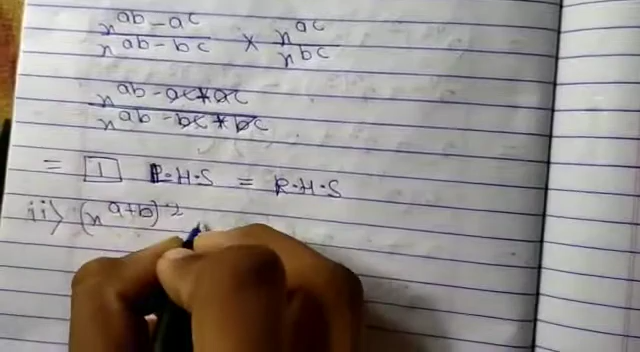 x^ab-ac / x^ab-bc × x^ac / x^bc
x^ab-ac+ac / x^ab-bc+bc
= 1 L.H.S = R.H.S
ii> (x^a+b)^2